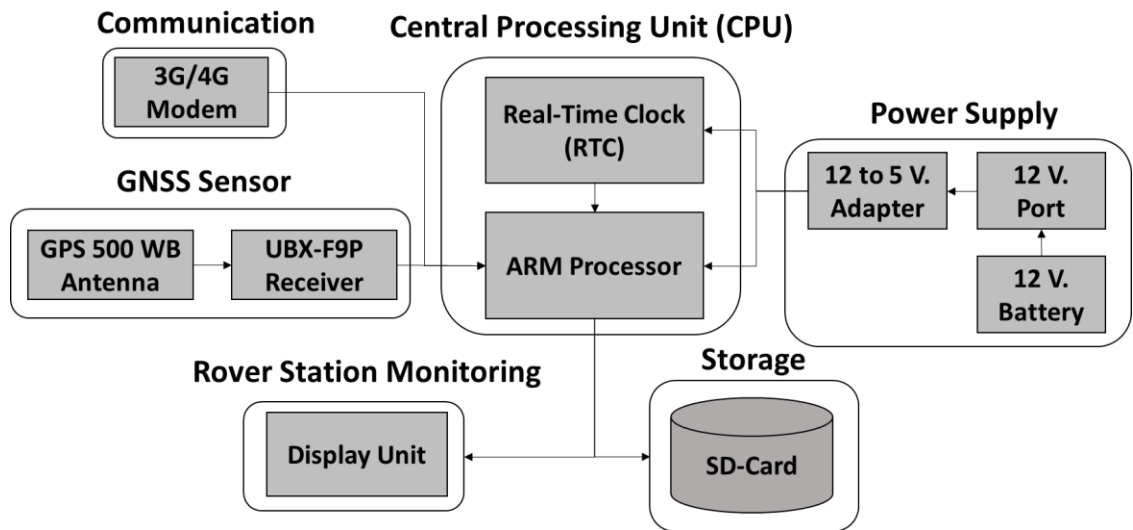 Communication
3G/4G
Modem
GNSS Sensor
GPS 500 WB
Antenna
UBX-F9P
Receiver
Central Processing Unit (CPU)
Real-Time Clock
(RTC)
ARM Processor
Power Supply
12 to 5 V.
Adapter
12 V.
Port
12 V.
Battery
Rover Station Monitoring
Display Unit
Storage
SD-Card